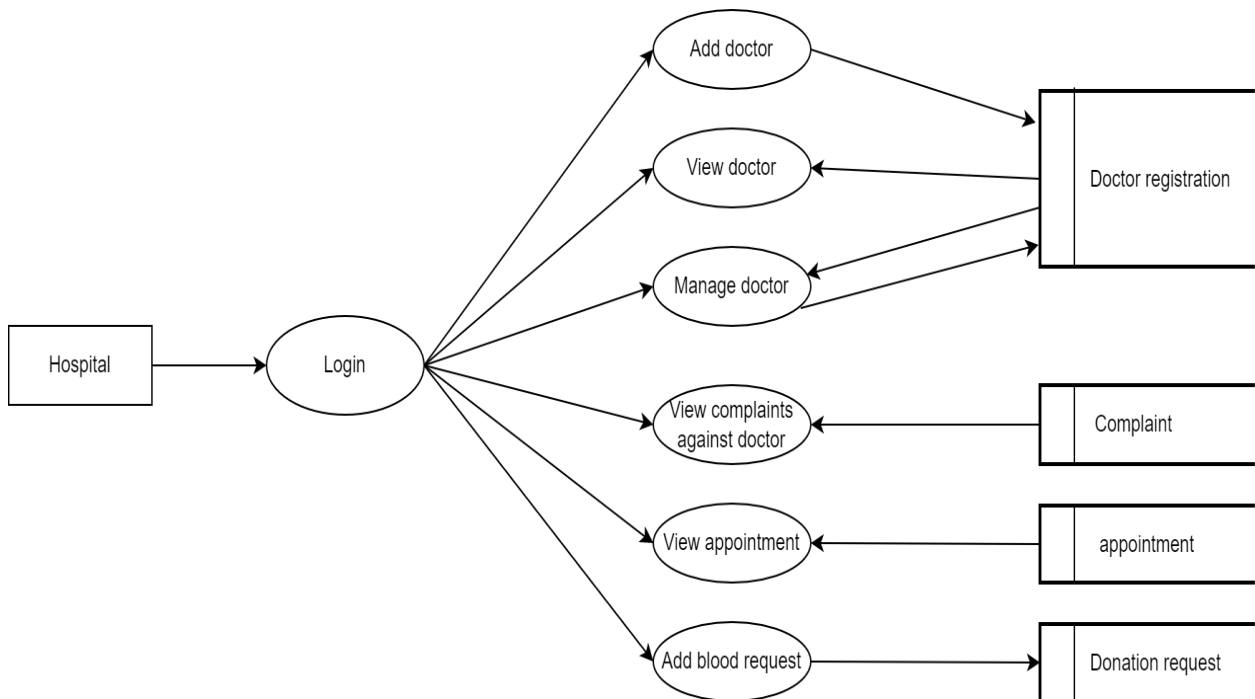 Add doctor
View doctor
Doctor registration
Manage doctor
Hospital
Login
View complaints
against doctor
Complaint
View appointment
appointment
Add blood request
Donation request